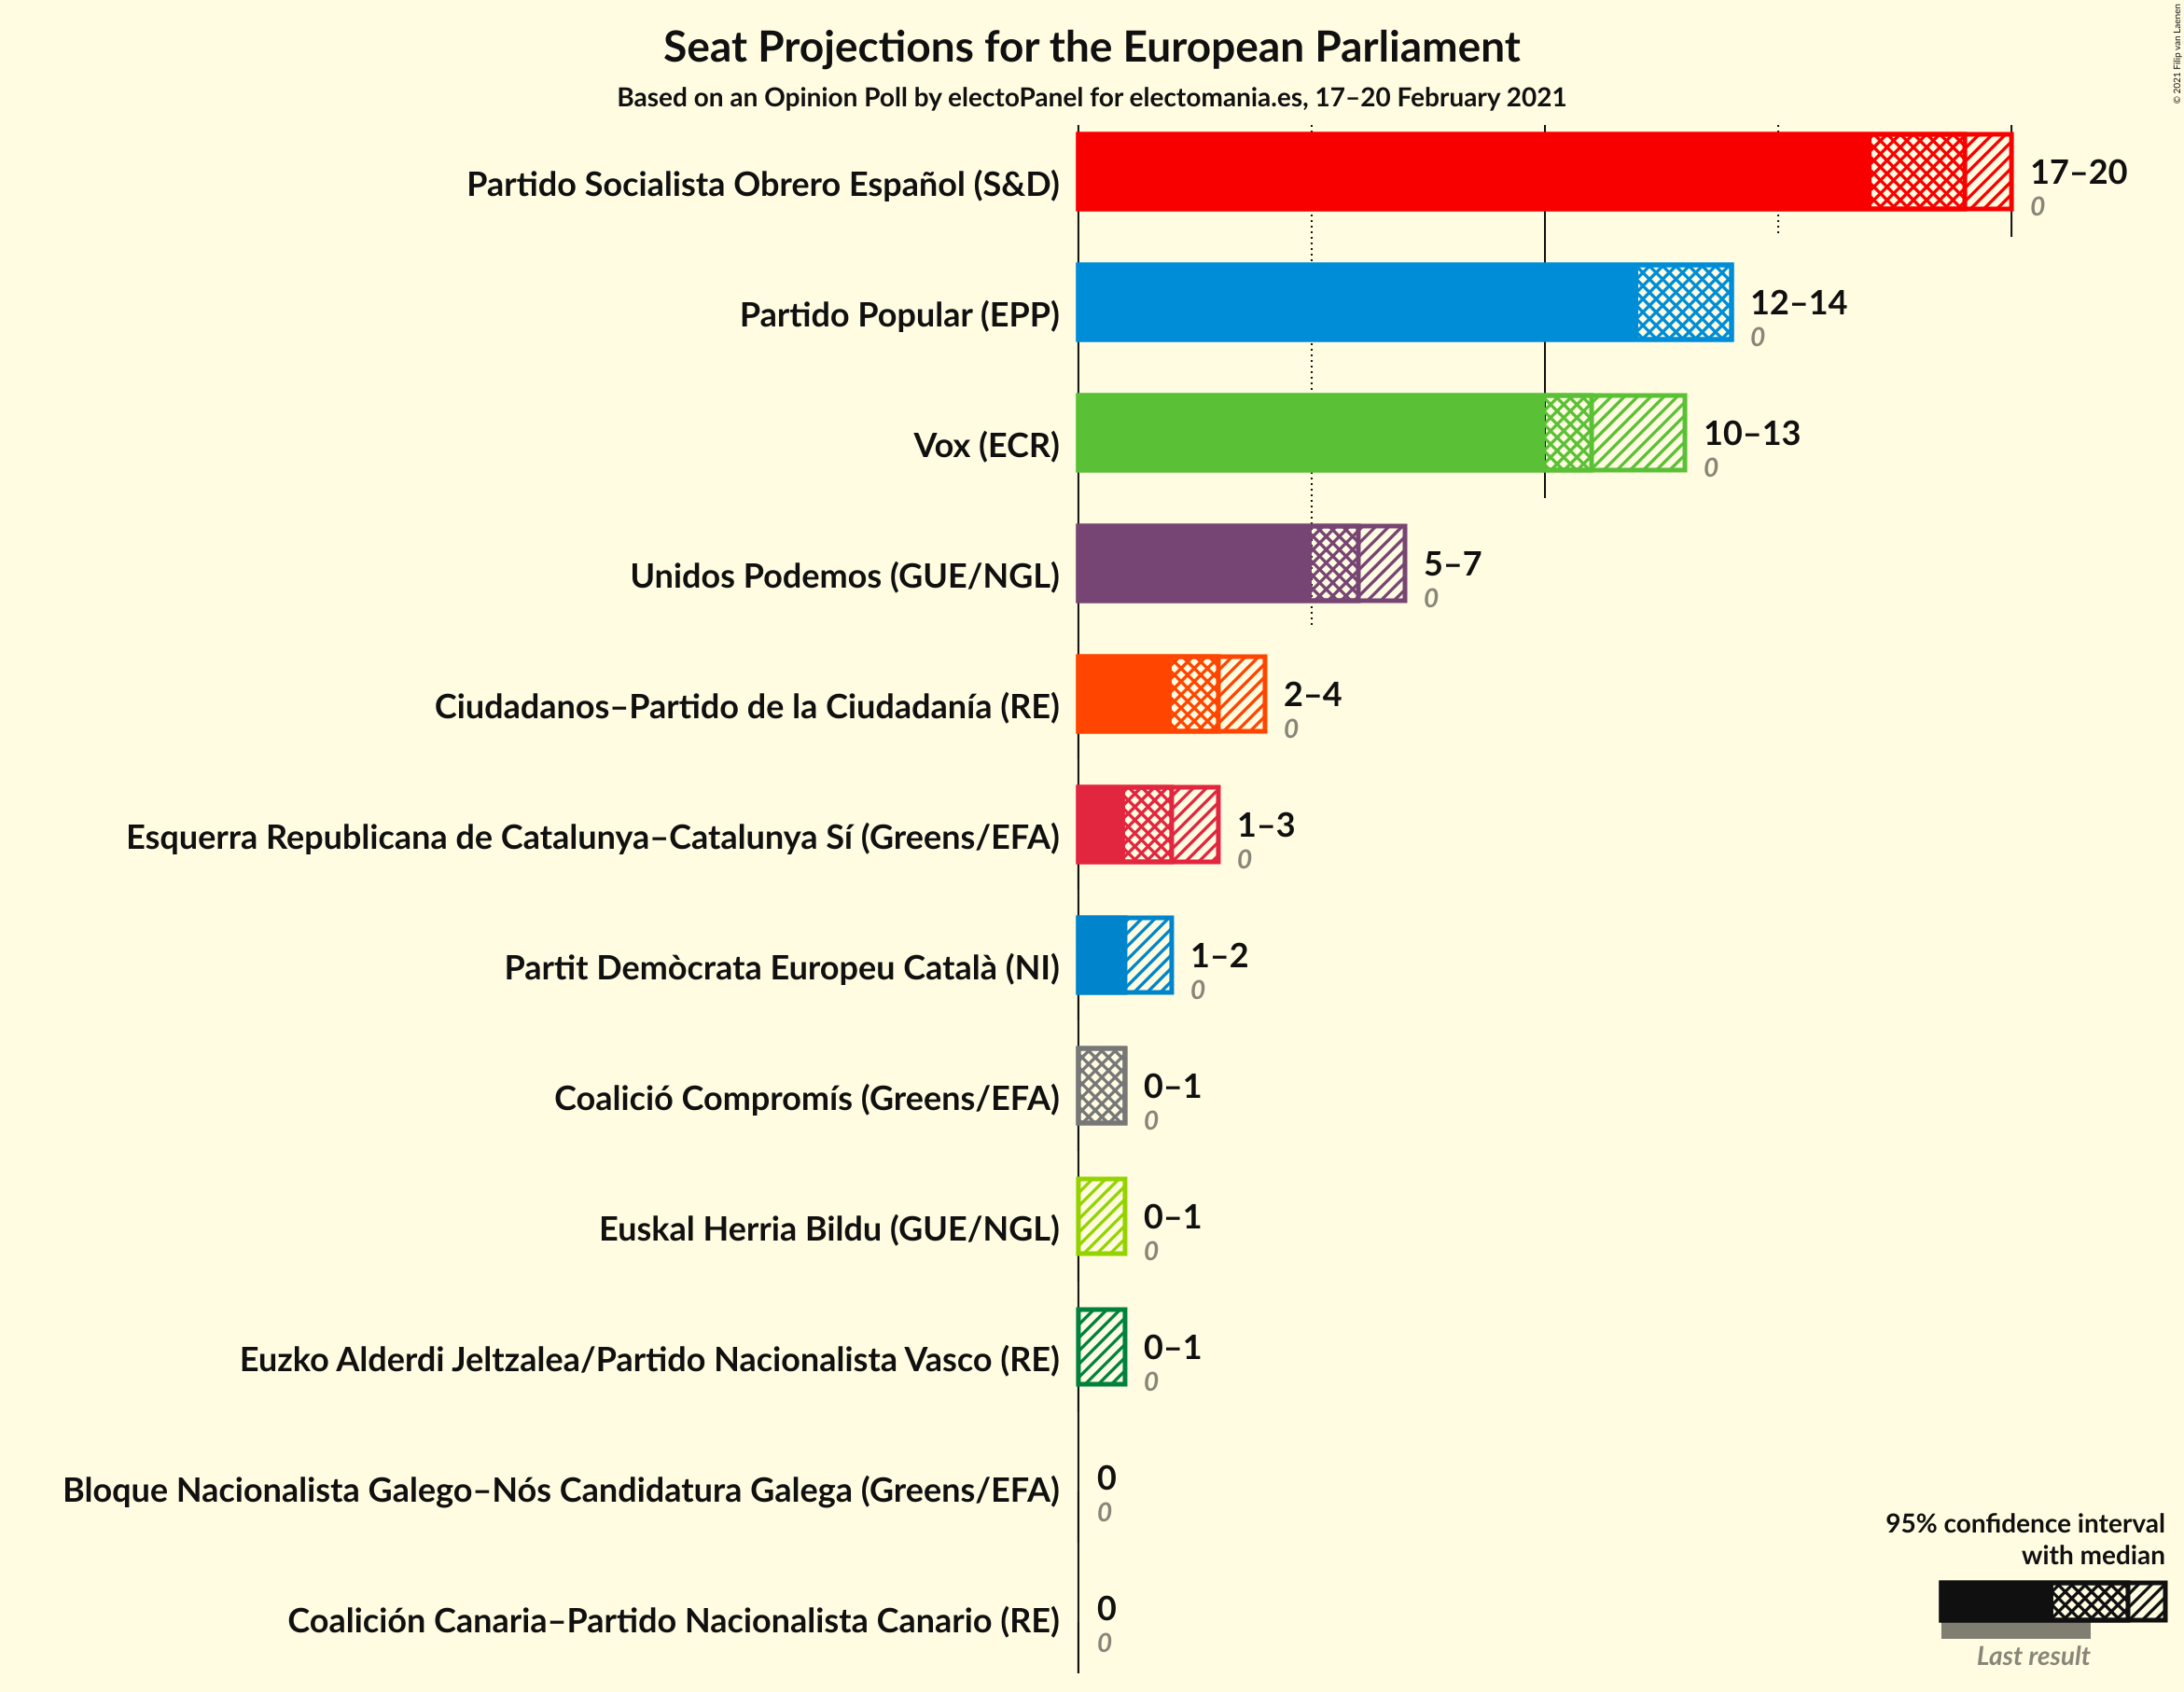 Seat Projections for the European Parliament
Based on an Opinion Poll by electoPanel for electomania.es, 17–20 February 2021
© 2021 Filip van Laenen
Partido Socialista Obrero Español (S&D)
17–20
0
Partido Popular (EPP)
12–14
0
Vox (ECR)
10–13
0
Unidos Podemos (GUE/NGL)
5–7
0
Ciudadanos–Partido de la Ciudadanía (RE)
2–4
0
Esquerra Republicana de Catalunya–Catalunya Sí (Greens/EFA)
1–3
0
Partit Demòcrata Europeu Català (NI)
1–2
0
Coalició Compromís (Greens/EFA)
0–1
0
Euskal Herria Bildu (GUE/NGL)
0–1
0
Euzko Alderdi Jeltzalea/Partido Nacionalista Vasco (RE)
0–1
0
Bloque Nacionalista Galego–Nós Candidatura Galega (Greens/EFA)
0
0
Coalición Canaria–Partido Nacionalista Canario (RE)
0
0
95% confidence interval
with median
Last result